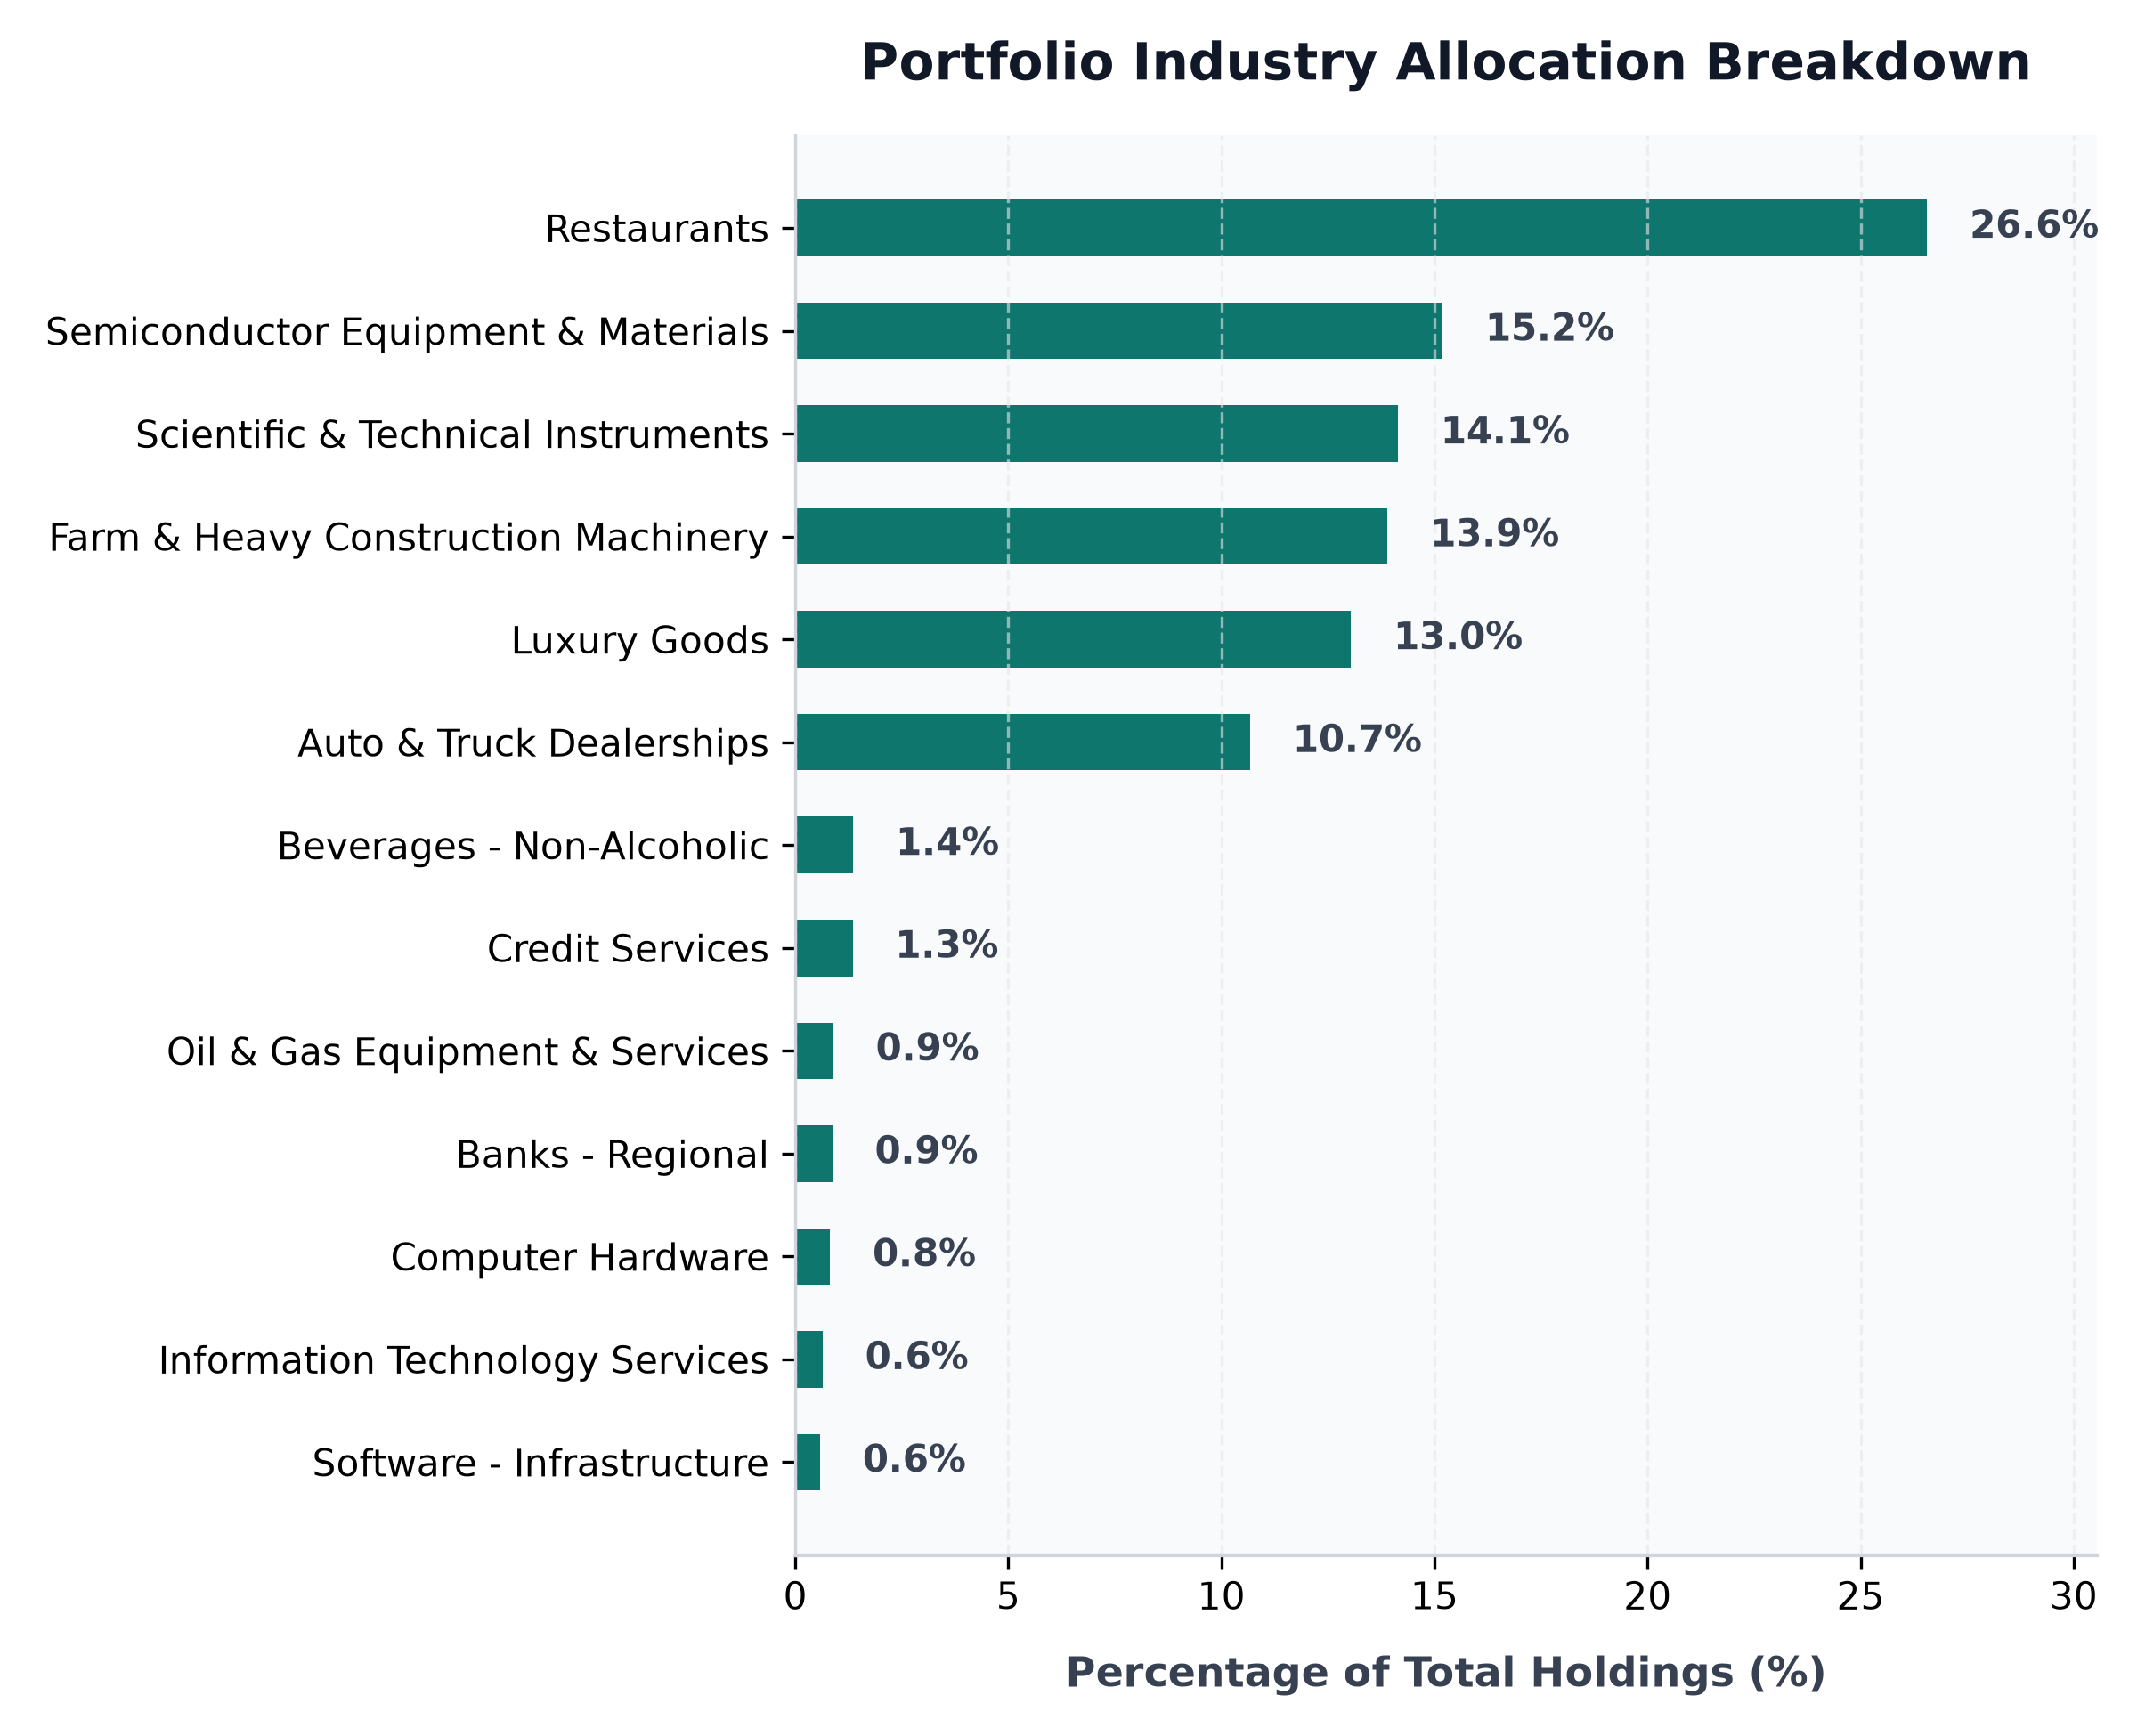 Portfolio Industry Allocation Breakdown
Restaurants 26.6%
Semiconductor Equipment & Materials 15.2%
Scientific & Technical Instruments 14.1%
Farm & Heavy Construction Machinery 13.9%
Luxury Goods 13.0%
Auto & Truck Dealerships 10.7%
Beverages - Non-Alcoholic 1.4%
Credit Services 1.3%
Oil & Gas Equipment & Services 0.9%
Banks - Regional 0.9%
Computer Hardware 0.8%
Information Technology Services 0.6%
Software - Infrastructure 0.6%
0 5 10 15 20 25 30
Percentage of Total Holdings (%)